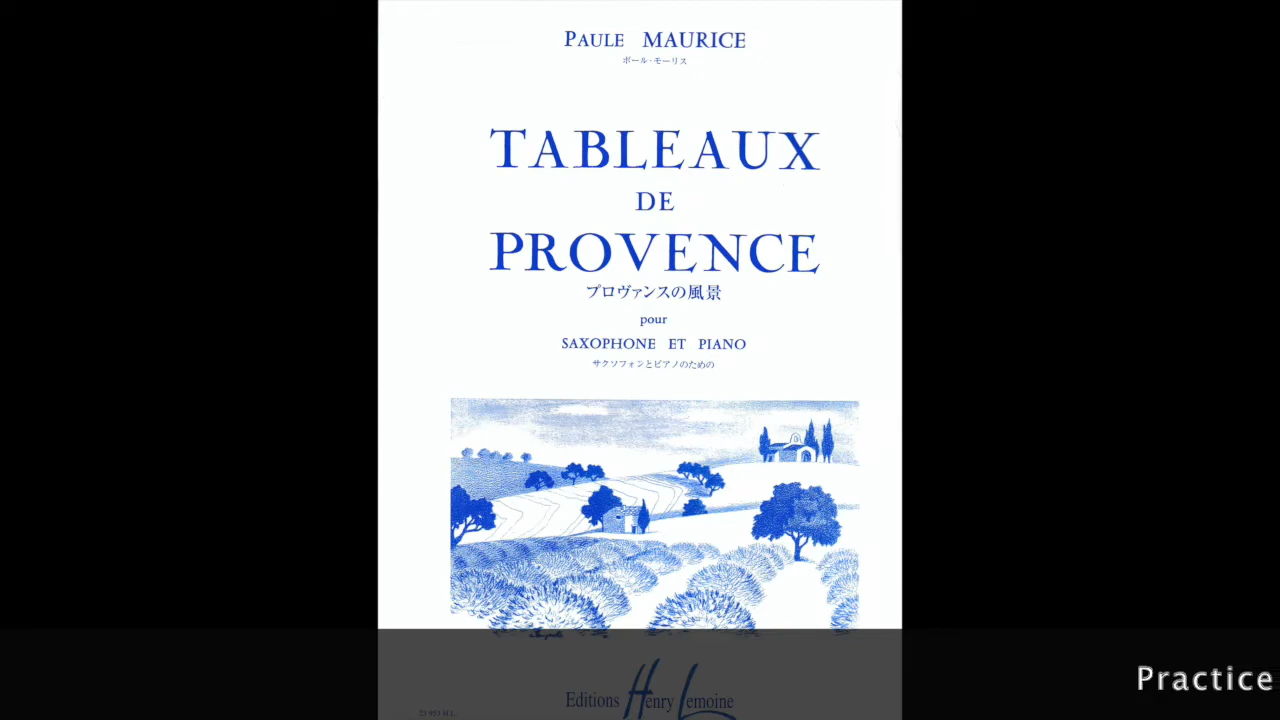 PAULE MAURICE
ポール・モーリス
TABLEAUX
DE
PROVENCE
プロヴァンスの風景
pour
SAXOPHONE ET PIANO
サクソフォンとピアノのための
Editions Henry Lemoine
Practice